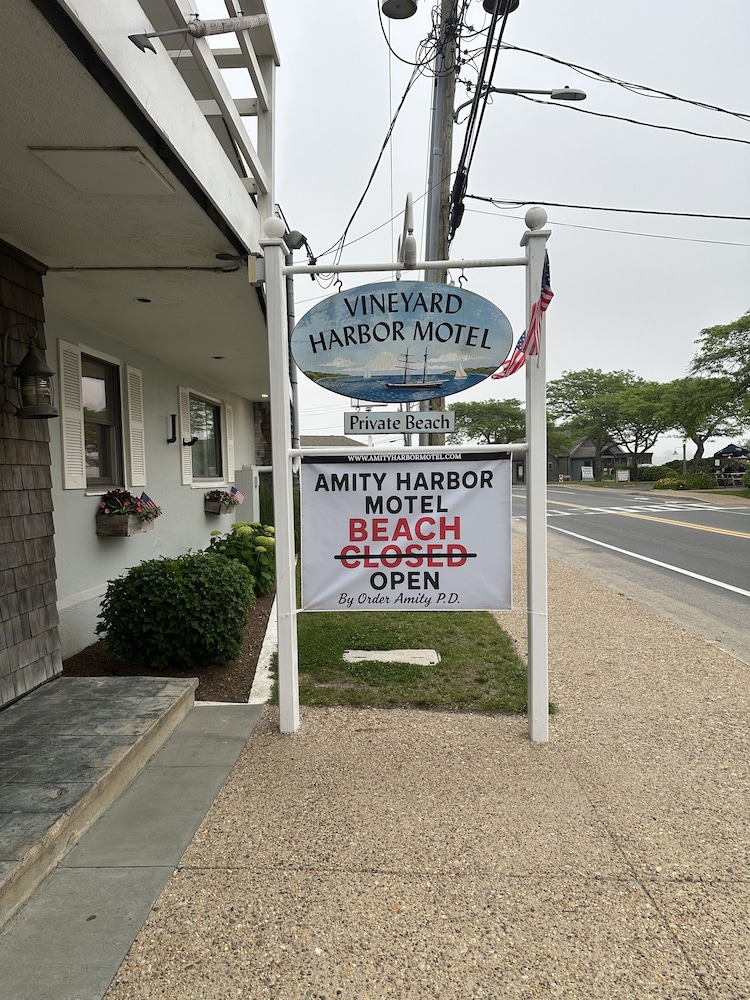 VINEYARD
HARBOR MOTEL
Private Beach
WWW.AMITYHARBORMOTEL.COM
AMITY HARBOR
MOTEL
BEACH
CLOSED
OPEN
By Order Amity P.D.